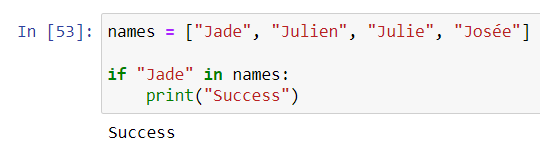 In [53]: names = ["Jade", "Julien", "Julie", "Josée"]
if "Jade" in names:
    print("Success")
Success